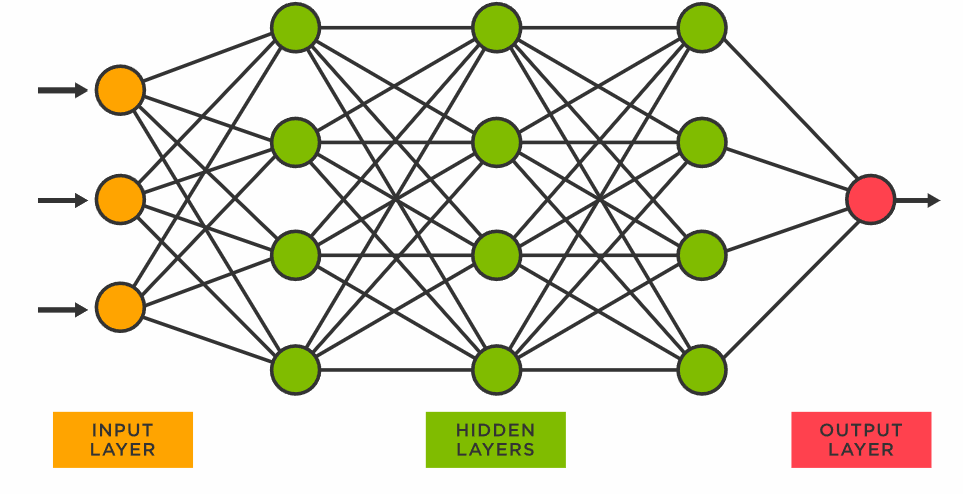 INPUT
LAYER
HIDDEN
LAYERS
OUTPUT
LAYER